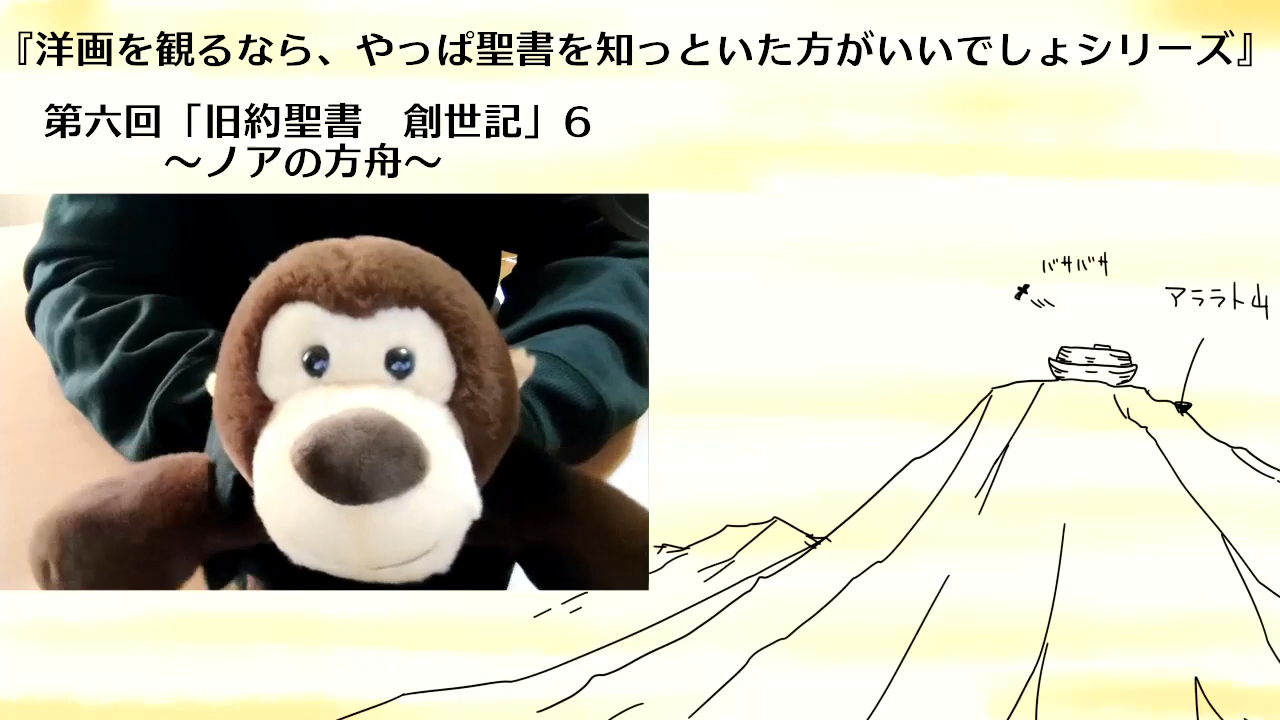 『洋画を観るなら、やっぱ聖書を知っといた方がいいでしょシリーズ』
第六回「旧約聖書　創世記」6
～ノアの方舟～
バサバサ
アララト山